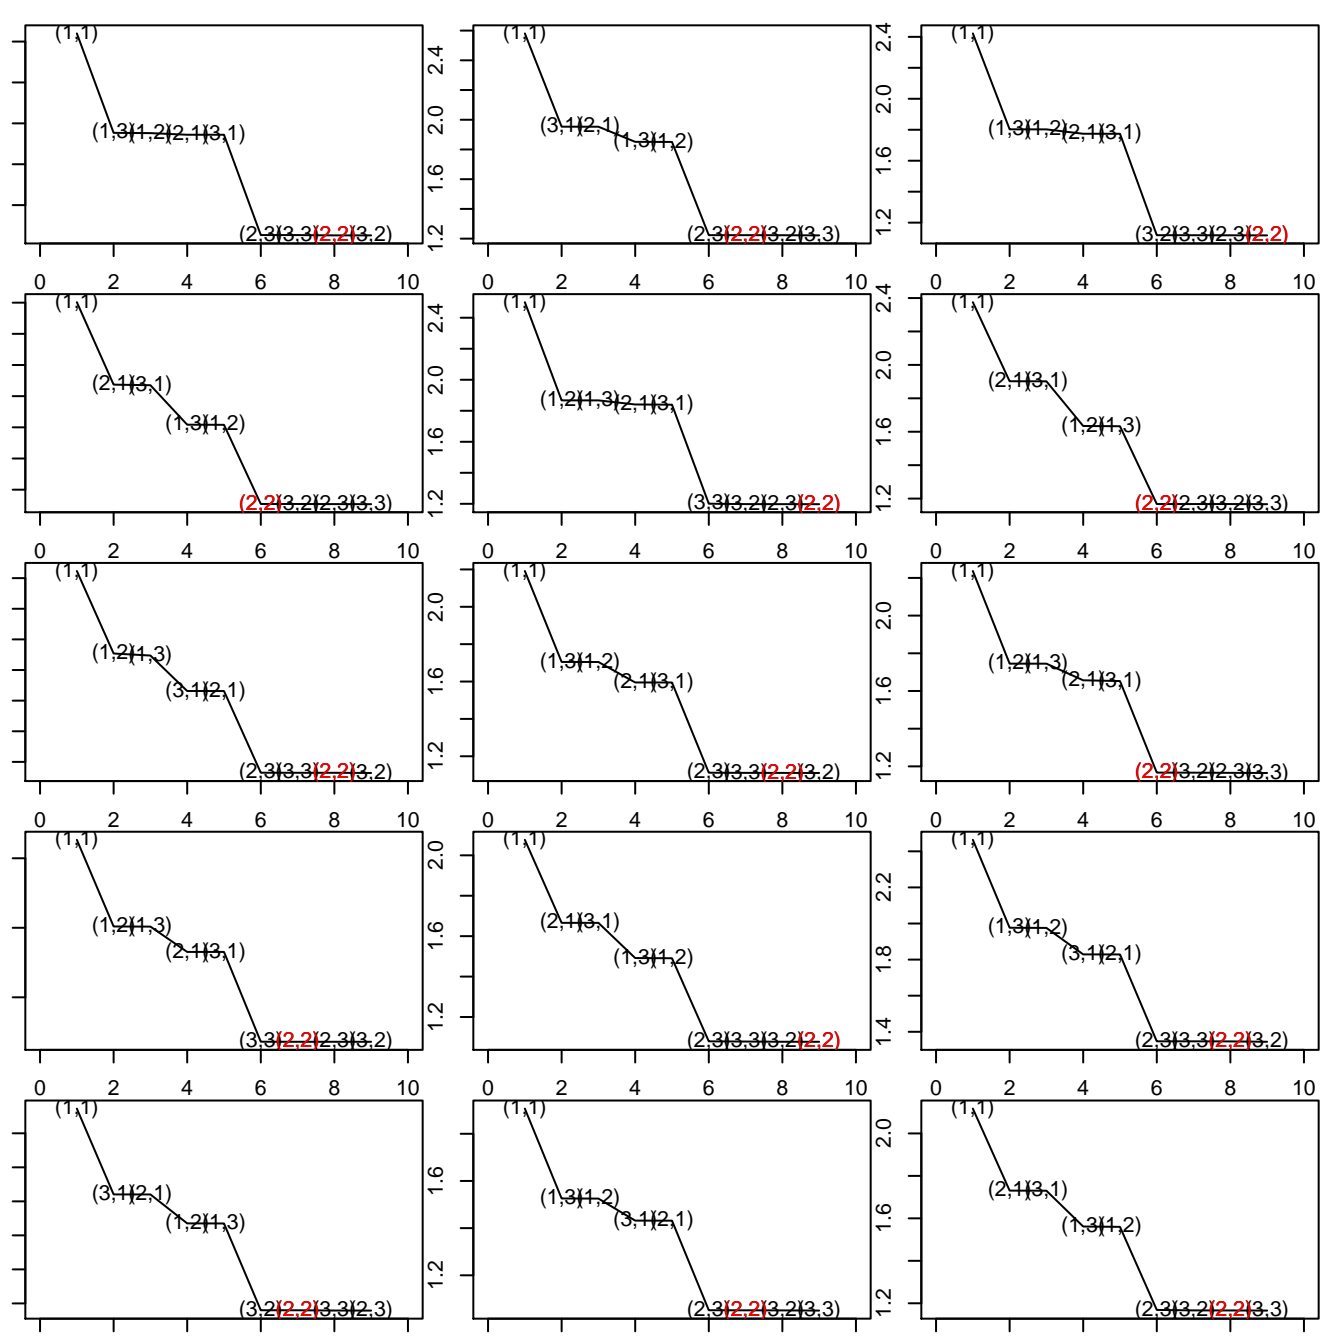 (1,1) (1,1) (1,1)
(1,3) (1,2) (2,1) (3,1) (3,1) (2,1) (1,3) (1,2) (1,3) (1,2) (2,1) (3,1)
(2,3) (3,3) (2,2) (3,2) (2,3) (2,2) (3,2) (3,3) (3,2) (3,3) (2,3) (2,2)
1.2 1.6 2.0 2.4 1.2 1.6 2.0 2.4
0 2 4 6 8 10 0 2 4 6 8 10 0 2 4 6 8 10
(1,1) (1,1) (1,1)
(2,1) (3,1) (1,3) (1,2) (1,2) (1,3) (2,1) (3,1) (2,1) (3,1) (1,2) (1,3)
(2,2) (3,2) (2,3) (3,3) (3,3) (3,2) (2,3) (2,2) (2,2) (2,3) (3,2) (3,3)
1.2 1.6 2.0 2.4 1.2 1.6 2.0 2.4
0 2 4 6 8 10 0 2 4 6 8 10 0 2 4 6 8 10
(1,1) (1,1) (1,1)
(1,2) (1,3) (3,1) (2,1) (1,3) (1,2) (2,1) (3,1) (1,2) (1,3) (2,1) (3,1)
(2,3) (3,3) (2,2) (3,2) (2,3) (3,3) (2,2) (3,2) (2,2) (3,2) (2,3) (3,3)
1.2 1.6 2.0 1.2 1.6 2.0
0 2 4 6 8 10 0 2 4 6 8 10 0 2 4 6 8 10
(1,1) (1,1) (1,1)
(1,2) (1,3) (2,1) (3,1) (2,1) (3,1) (1,3) (1,2) (1,3) (1,2) (3,1) (2,1)
(3,3) (2,2) (2,3) (3,2) (2,3) (3,3) (3,2) (2,2) (2,3) (3,3) (2,2) (3,2)
1.2 1.6 2.0 1.4 1.8 2.2
0 2 4 6 8 10 0 2 4 6 8 10 0 2 4 6 8 10
(1,1) (1,1) (1,1)
(3,1) (2,1) (1,2) (1,3) (1,3) (1,2) (3,1) (2,1) (2,1) (3,1) (1,3) (1,2)
(3,2) (2,2) (3,3) (2,3) (2,3) (2,2) (3,2) (3,3) (2,3) (3,2) (2,2) (3,3)
1.2 1.6 1.2 1.6 2.0